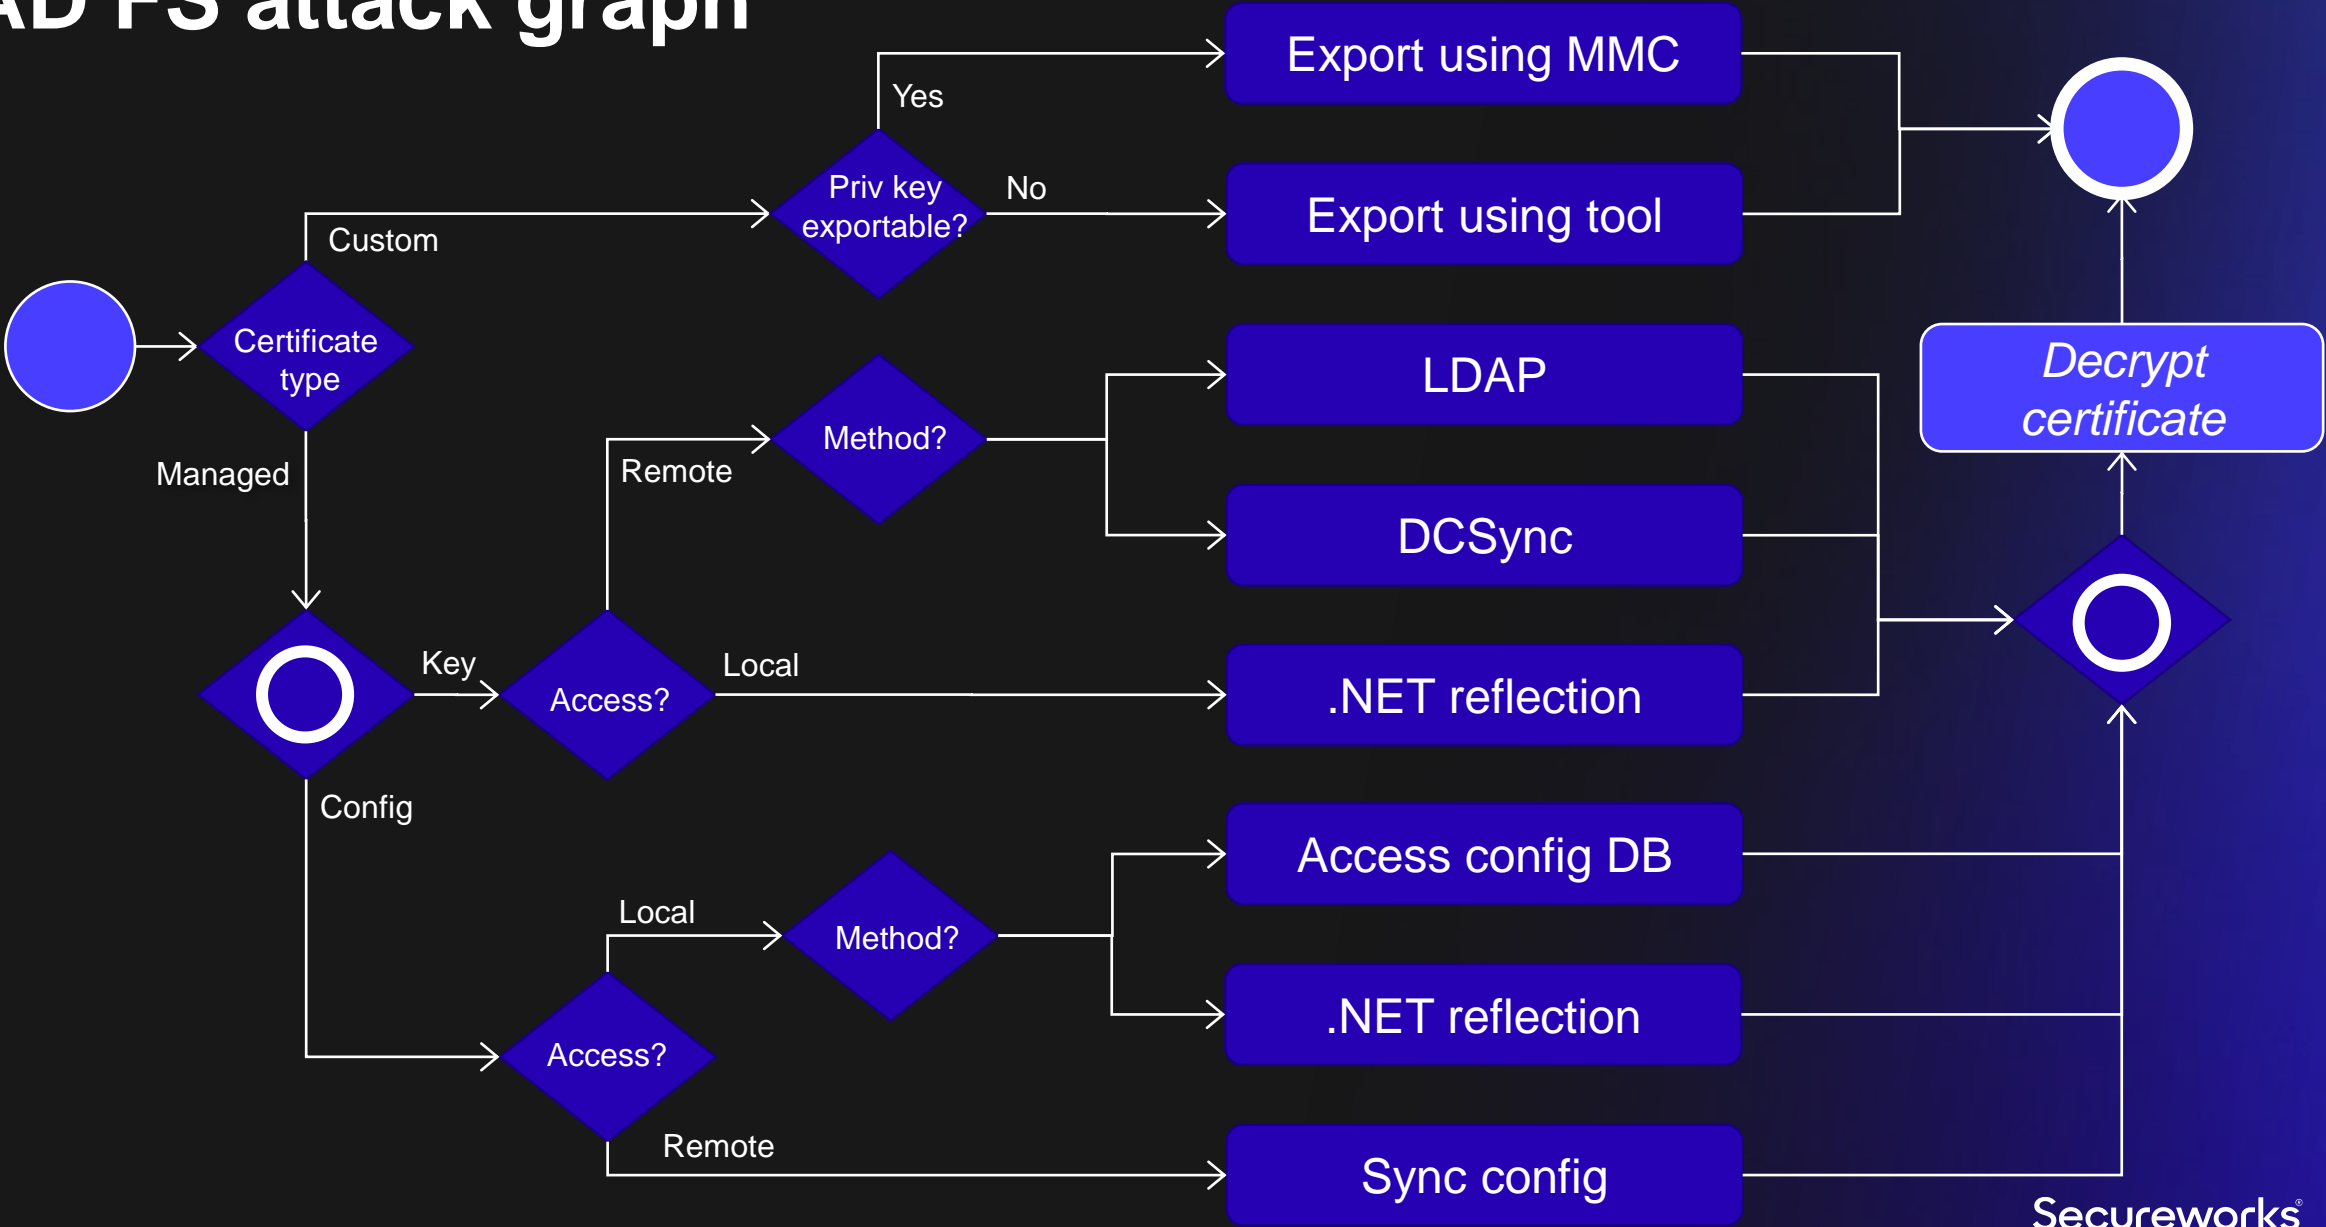 AD FS attack graph
Export using MMC
Yes
Priv key
exportable?
No
Export using tool
Custom
Certificate
type
LDAP
Decrypt
certificate
Method?
Remote
Managed
DCSync
Key
Local
Access?
.NET reflection
Config
Access config DB
Local
Method?
.NET reflection
Access?
Remote
Sync config
Secureworks®